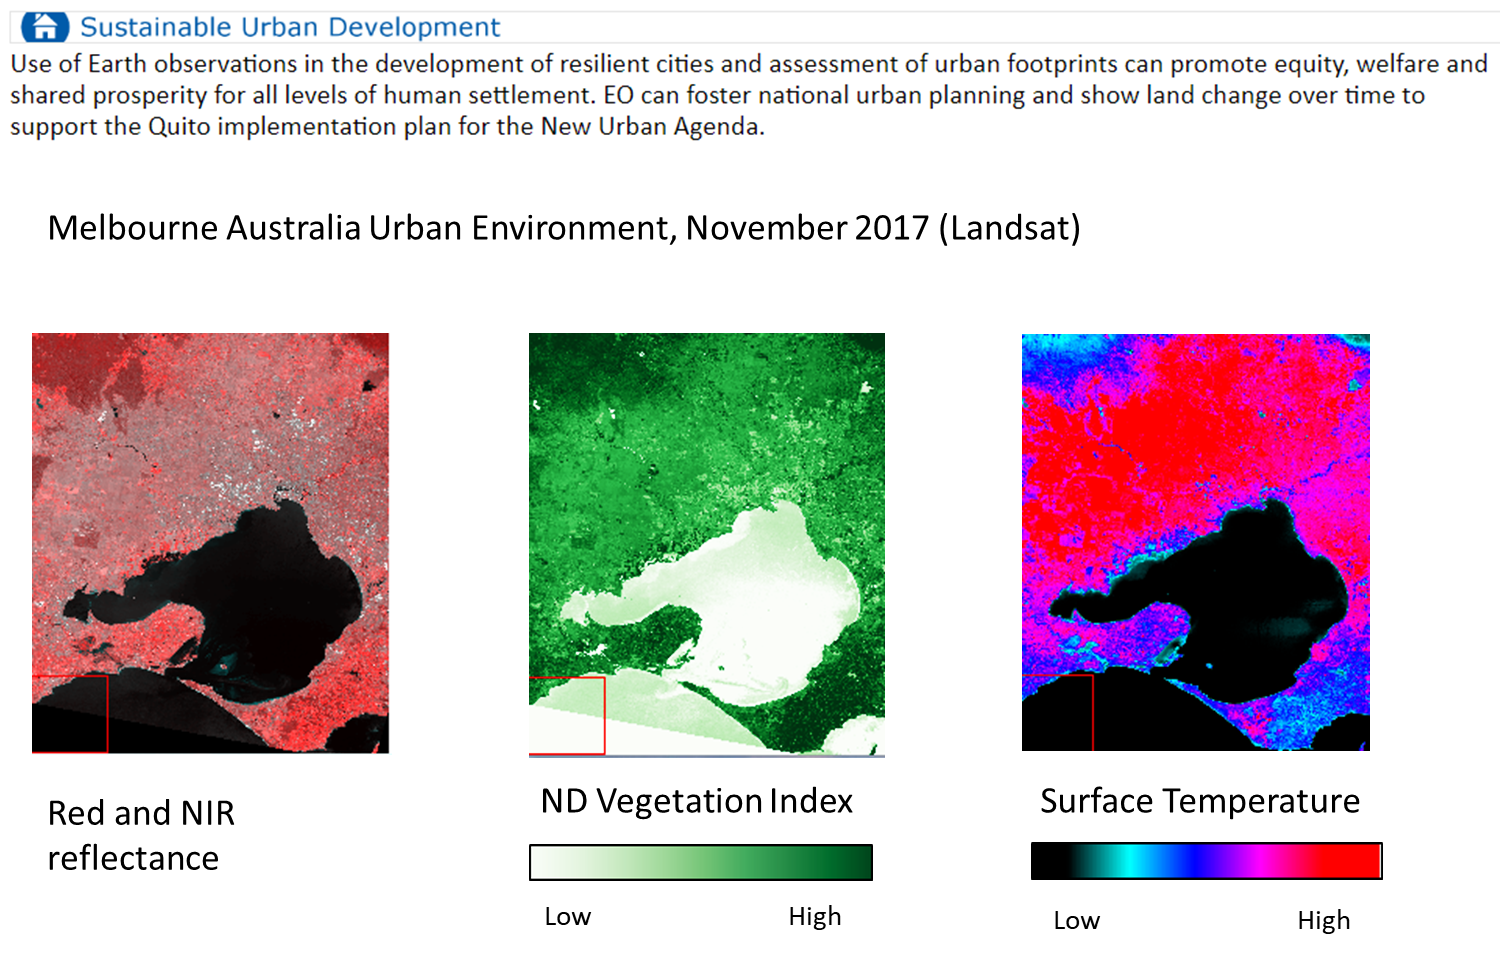 Sustainable Urban Development
Use of Earth observations in the development of resilient cities and assessment of urban footprints can promote equity, welfare and
shared prosperity for all levels of human settlement. EO can foster national urban planning and show land change over time to
support the Quito implementation plan for the New Urban Agenda.
Melbourne Australia Urban Environment, November 2017 (Landsat)
Red and NIR
reflectance
ND Vegetation Index
Low High
Surface Temperature
Low High